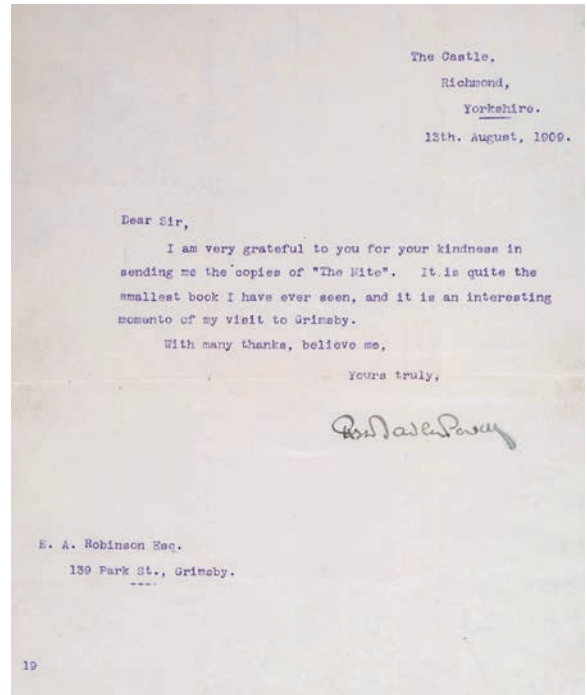 The Castle,
Richmond,
Yorkshire.
13th. August, 1909.
Dear Sir,
I am very grateful to you for your kindness in
sending me the copies of "The Mite". It is quite the
smallest book I have ever seen, and it is an interesting
momento of my visit to Grimsby.
With many thanks, believe me,
Yours truly,
E. A. Robinson Esq.
139 Park St., Grimsby.
19